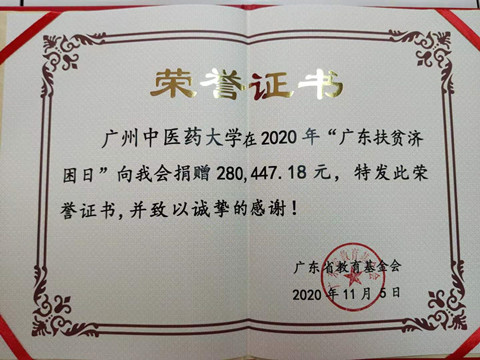 荣誉证书
广州中医药大学在2020年“广东扶贫济
困日”向我会捐赠280,447.18元，特发此荣
誉证书,并致以诚挚的感谢！
广东省教育基金会
2020年11月5日